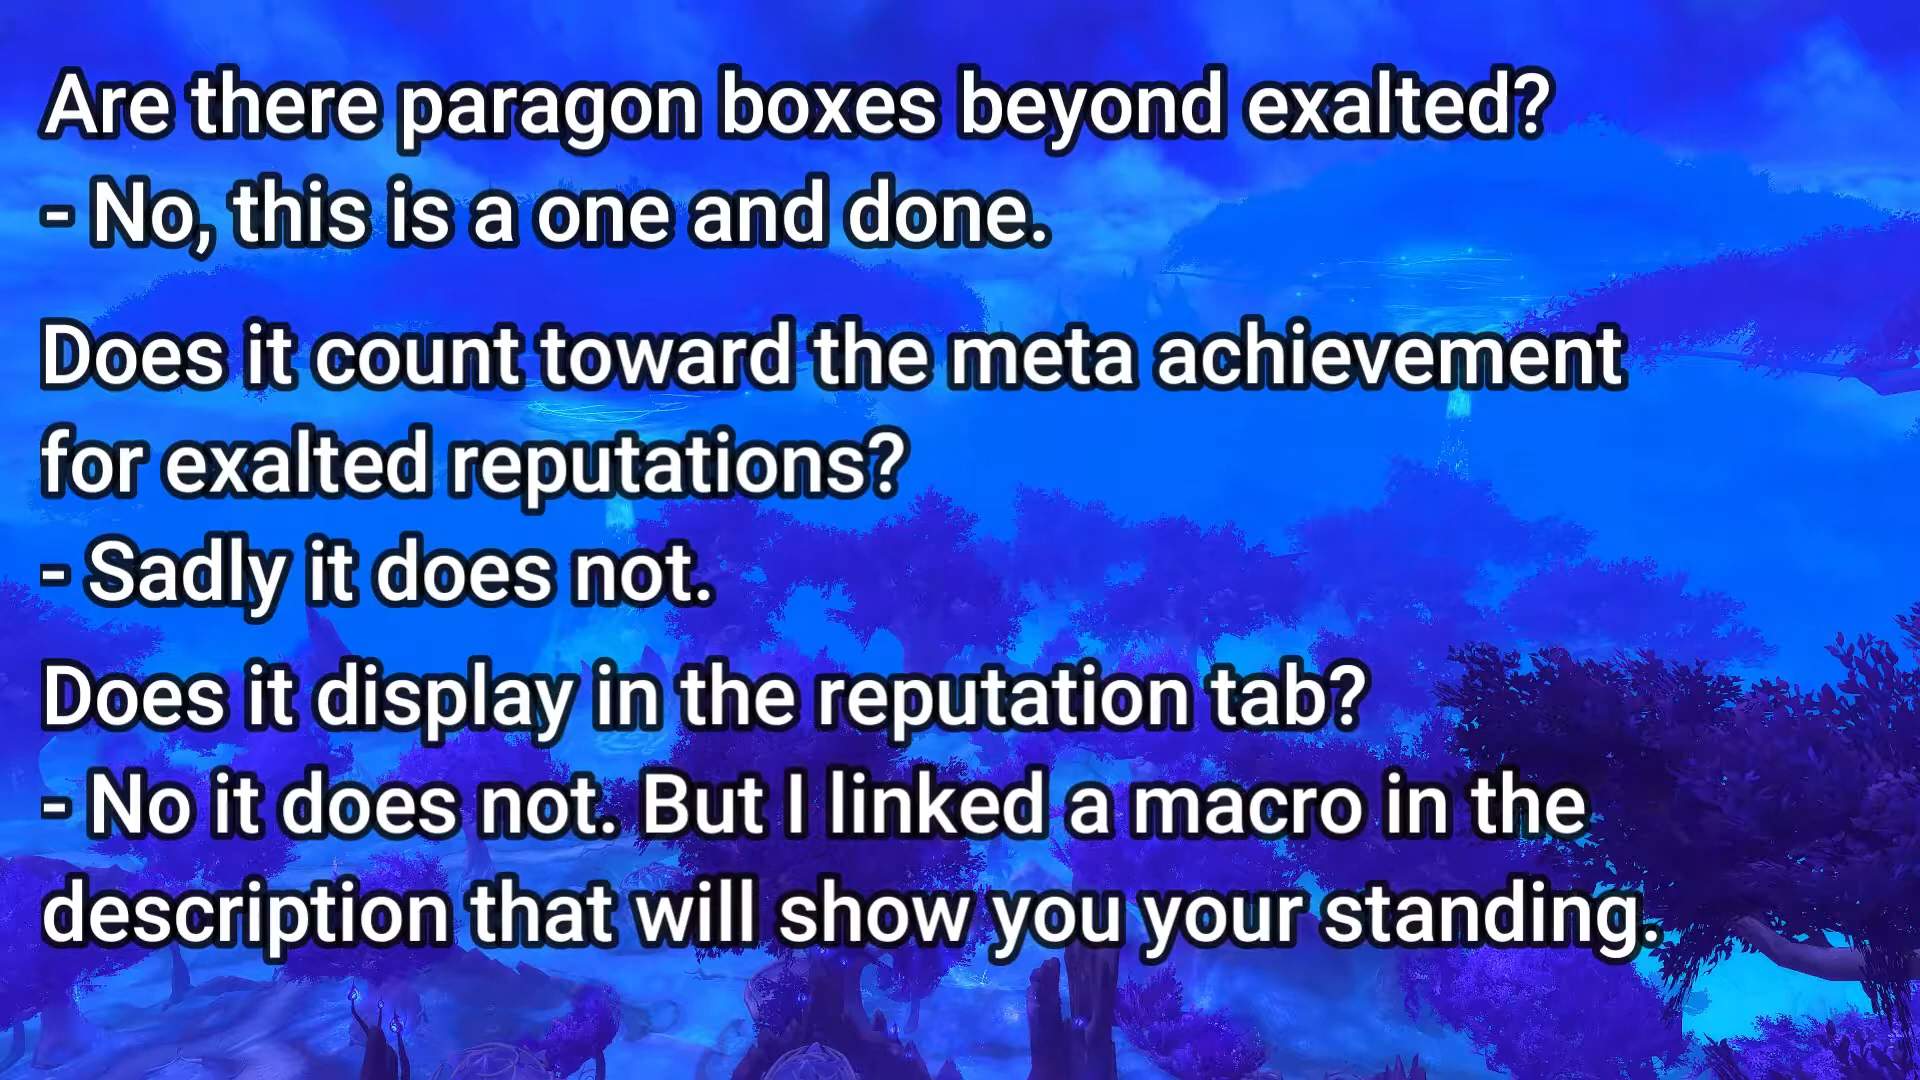 Are there paragon boxes beyond exalted?
- No, this is a one and done.
Does it count toward the meta achievement
for exalted reputations?
- Sadly it does not.
Does it display in the reputation tab?
- No it does not. But I linked a macro in the
description that will show you your standing.